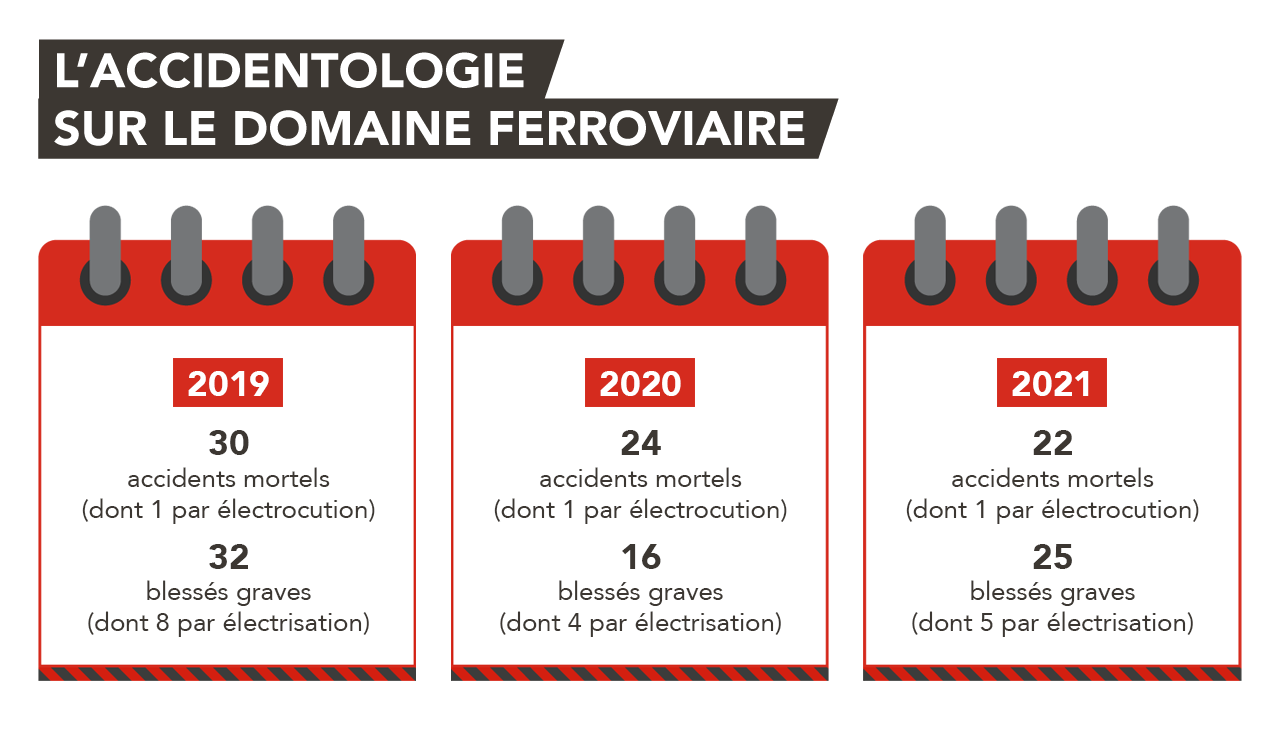 L’ACCIDENTOLOGIE
SUR LE DOMAINE FERROVIAIRE
2019
30
accidents mortels
(dont 1 par électrocution)
32
blessés graves
(dont 8 par électrisation)
2020
24
accidents mortels
(dont 1 par électrocution)
16
blessés graves
(dont 4 par électrisation)
2021
22
accidents mortels
(dont 1 par électrocution)
25
blessés graves
(dont 5 par électrisation)